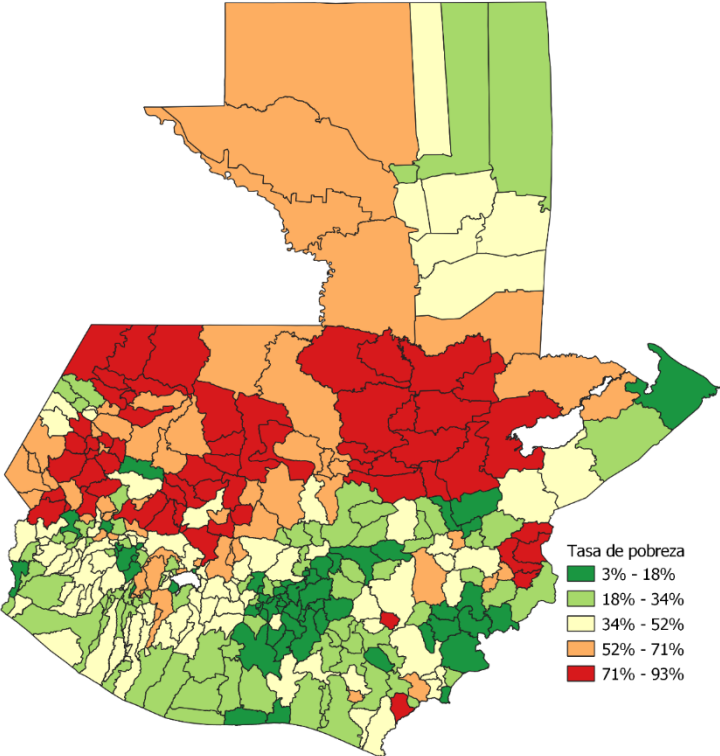 Tasa de pobreza
3% - 18%
18% - 34%
34% - 52%
52% - 71%
71% - 93%